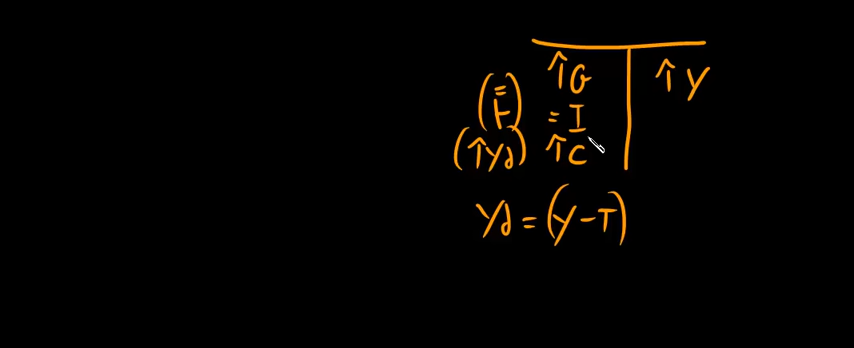 ↑G ↑Y
(= r) = I
(↑Yd) ↑C
Yd = (Y - T)